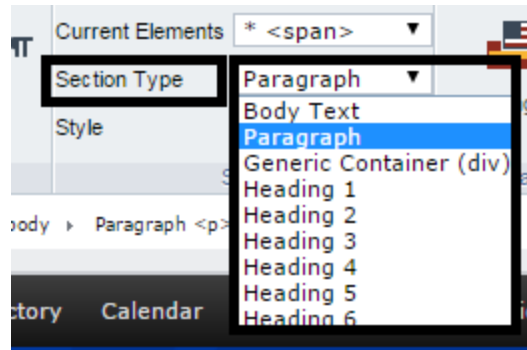 Current Elements * <span>
Section Type Paragraph
Body Text
Style
Paragraph
Generic Container (div)
Heading 1
Heading 2
body Paragraph <p>
Heading 3
Heading 4
ctory Calendar
Heading 5
Heading 6